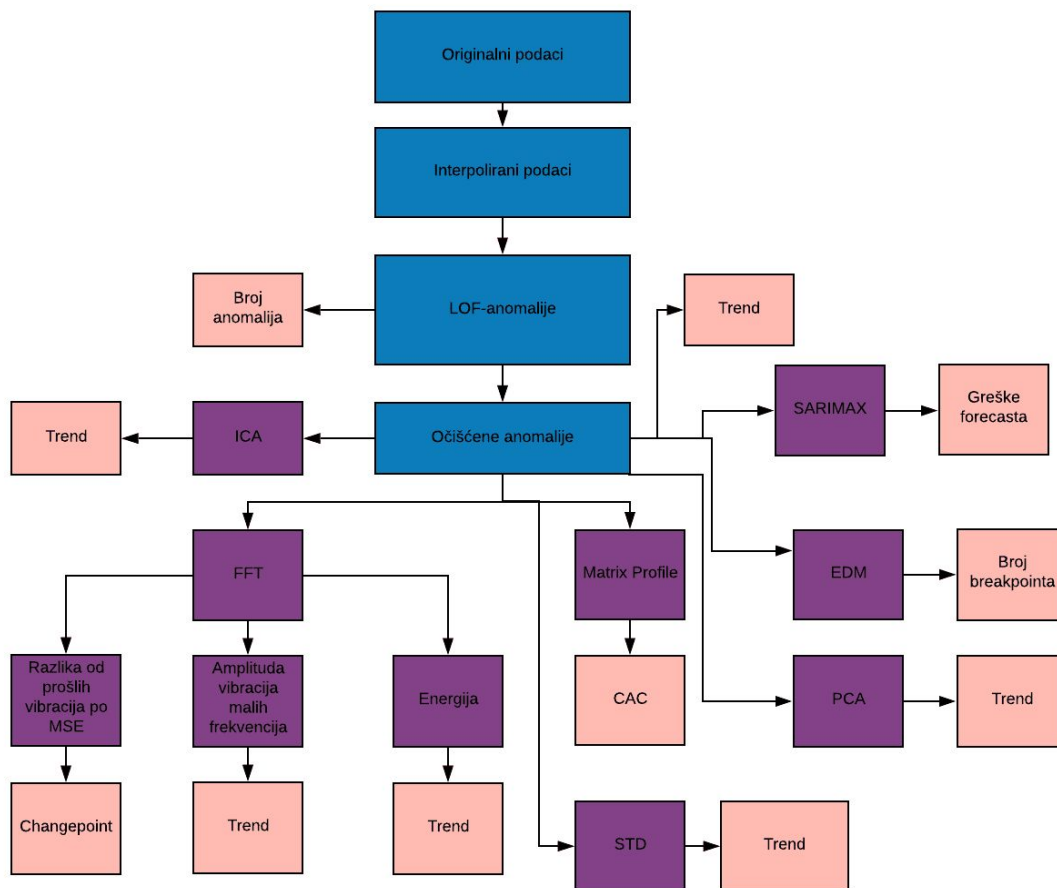 Originalni podaci
Interpolirani podaci
Broj
anomalija
LOF-anomalije
Trend
SARIMAX
Greške
forecasta
Trend
ICA
Očišćene anomalije
FFT
Matrix Profile
EDM
Broj
breakpointa
Razlika od
prošlih
vibracija po
MSE
Amplituda
vibracija
malih
frekvencija
Energija
CAC
PCA
Trend
Changepoint
Trend
Trend
STD
Trend